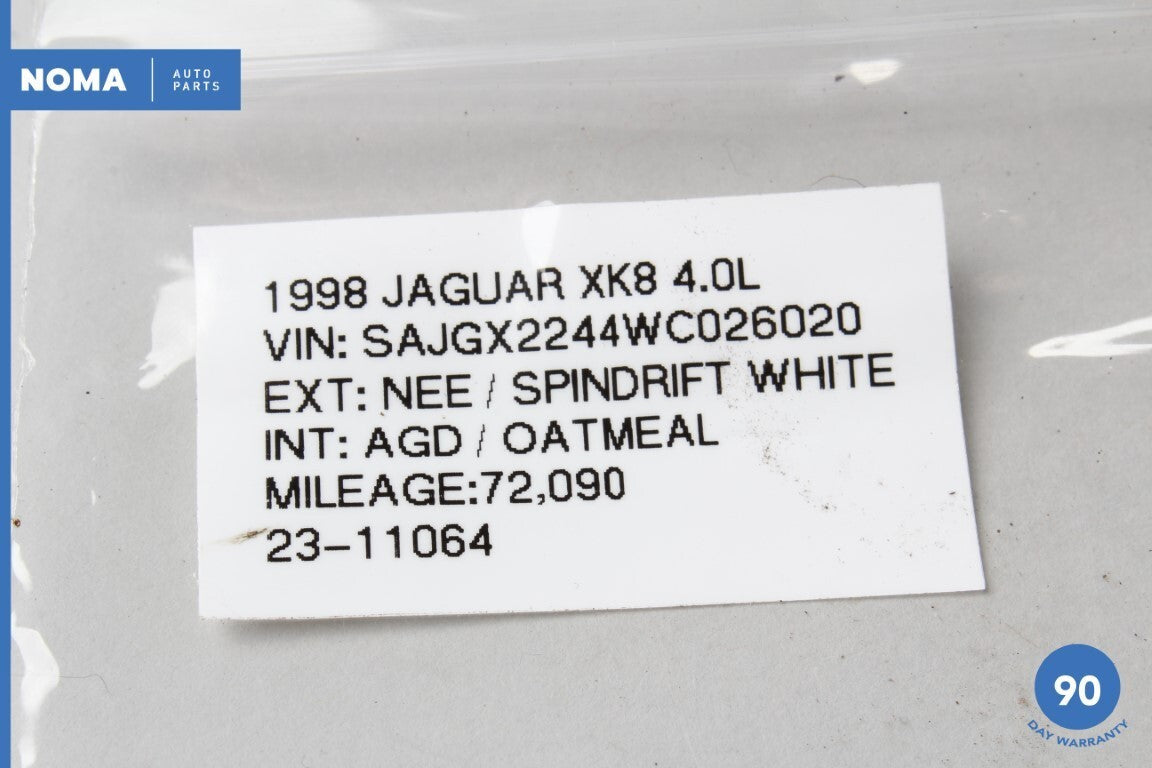 NOMA
AUTO
PARTS
1998 JAGUAR XK8 4.0L
VIN: SAJGX2244WC026020
EXT: NEE / SPINDRIFT WHITE
INT: AGD / OATMEAL
MILEAGE:72,090
23-11064
90
DAY WARRANTY